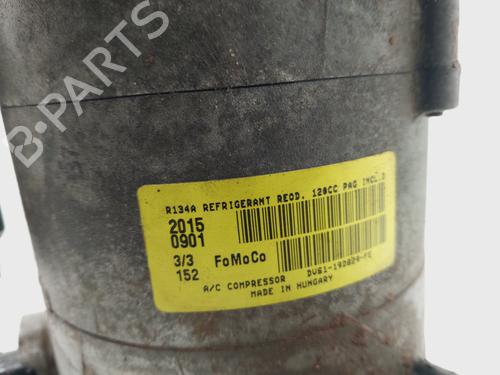 R134A REFRIGERANT REQD. 120CC PAG INCL.D
2015
0901
3/3 FoMoCo
152
A/C COMPRESSOR DV61-19D629-FE
MADE IN HUNGARY